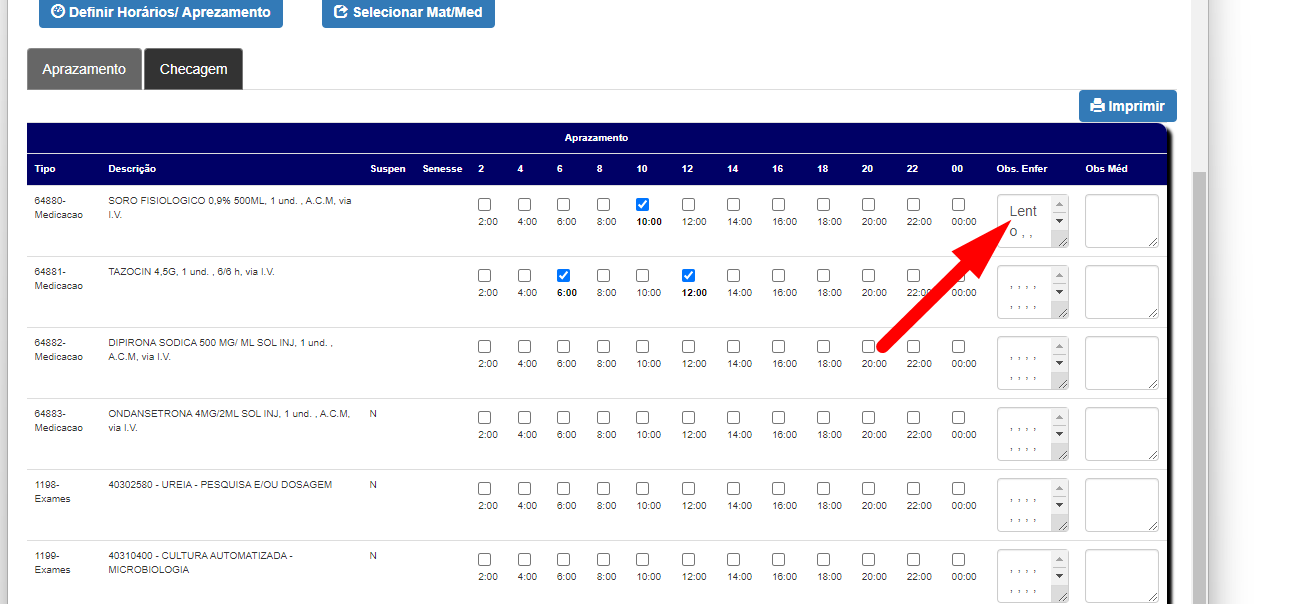 Definir Horários/ Aprezamento Selecionar Mat/Med
Aprazamento Checagem
Imprimir
Aprazamento
Tipo Descrição Suspen Senesse 2 4 6 8 10 12 14 16 18 20 22 00 Obs. Enfer Obs Méd
64880- SORO FISIOLOGICO 0,9% 500ML, 1 und. , A.C.M, via
Medicacao I.V.
2:00 4:00 6:00 8:00 10:00 12:00 14:00 16:00 18:00 20:00 22:00 00:00
Lent
o , ,
64881- TAZOCIN 4,5G, 1 und. , 6/6 h, via I.V.
Medicacao
2:00 4:00 6:00 8:00 10:00 12:00 14:00 16:00 18:00 20:00 22:00 00:00
, , , ,
, , , ,
64882- DIPIRONA SODICA 500 MG/ ML SOL INJ, 1 und. ,
Medicacao A.C.M, via I.V.
2:00 4:00 6:00 8:00 10:00 12:00 14:00 16:00 18:00 20:00 22:00 00:00
, , , ,
, , , ,
64883- ONDANSETRONA 4MG/2ML SOL INJ, 1 und. , A.C.M, N
Medicacao via I.V.
2:00 4:00 6:00 8:00 10:00 12:00 14:00 16:00 18:00 20:00 22:00 00:00
, , , ,
, , , ,
1198- 40302580 - UREIA - PESQUISA E/OU DOSAGEM N
Exames
2:00 4:00 6:00 8:00 10:00 12:00 14:00 16:00 18:00 20:00 22:00 00:00
, , , ,
, , , ,
1199- 40310400 - CULTURA AUTOMATIZADA - N
Exames MICROBIOLOGIA
2:00 4:00 6:00 8:00 10:00 12:00 14:00 16:00 18:00 20:00 22:00 00:00
, , , ,
, , , ,